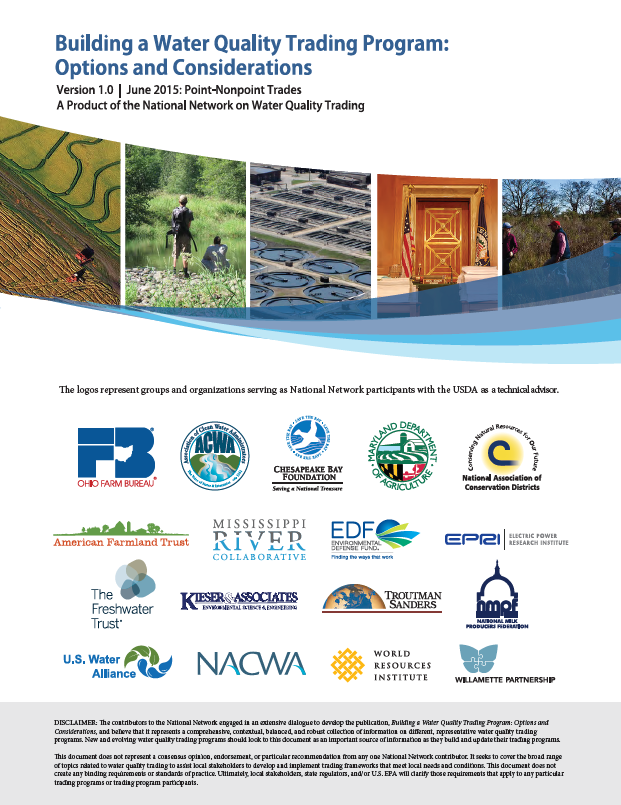 Building a Water Quality Trading Program:
Options and Considerations
Version 1.0 | June 2015: Point-Nonpoint Trades
A Product of the National Network on Water Quality Trading
The logos represent groups and organizations serving as National Network participants with the USDA as a technical advisor.
FB
OHIO FARM BUREAU
Association of Clean Water Administrators
ACWA
SAVE THE BAY
CHESAPEAKE BAY
FOUNDATION
Saving a National Treasure
MARYLAND DEPARTMENT
OF AGRICULTURE
Conserving Natural Resources for Our Future
National Association of
Conservation Districts
American Farmland Trust
MISSISSIPPI
RIVER
COLLABORATIVE
EDF
ENVIRONMENTAL
DEFENSE FUND
Finding the ways that work
EPRI
ELECTRIC POWER
RESEARCH INSTITUTE
The
Freshwater
Trust
KIESER & ASSOCIATES
ENVIRONMENTAL SCIENCE & ENGINEERING
TROUTMAN
SANDERS
nmpf
NATIONAL MILK
PRODUCERS FEDERATION
U.S. Water
Alliance
NACWA
WORLD
RESOURCES
INSTITUTE
WILLAMETTE PARTNERSHIP
DISCLAIMER: The contributors to the National Network engaged in an extensive dialogue to develop the publication, Building a Water Quality Trading Program: Options and
Considerations, and believe that it represents a comprehensive, contextual, balanced, and robust collection of information on different, representative water quality trading
programs. New and evolving water quality trading programs should look to this document as an important source of information as they build and update their trading programs.
This document does not represent a consensus opinion, endorsement, or particular recommendation from any one National Network contributor. It seeks to cover the broad range
of topics related to water quality trading to assist local stakeholders to develop and implement trading frameworks that meet local needs and conditions. This document does not
create any binding requirements or standards of practice. Ultimately, local stakeholders, state regulators, and/or U.S. EPA will clarify those requirements that apply to any particular
trading programs or trading program participants.